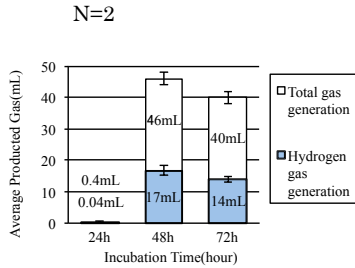 N=2
Average Producted Gas(mL)
50
40
30
20
10
0
0.4mL
0.04mL
46mL
17mL
40mL
14mL
24h
48h
72h
Incubation Time(hour)
Total gas
generation
Hydrogen
gas
generation